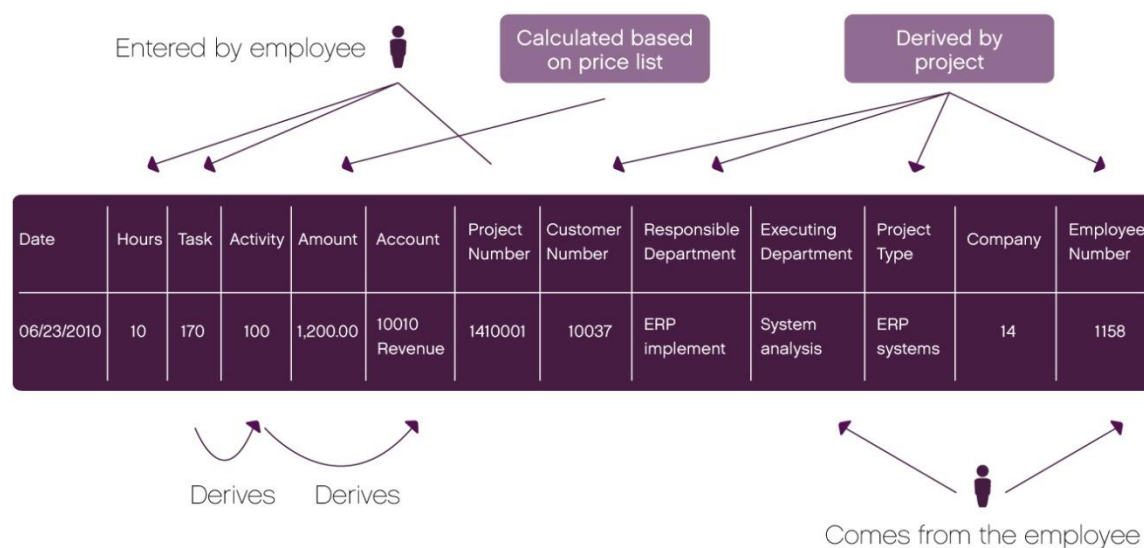 Entered by employee
Calculated based
on price list
Derived by
project
Date Hours Task Activity Amount Account Project Number Customer Number Responsible Department Executing Department Project Type Company Employee Number
06/23/2010 10 170 100 1,200.00 10010 Revenue 1410001 10037 ERP implement System analysis ERP systems 14 1158
Derives Derives
Comes from the employee